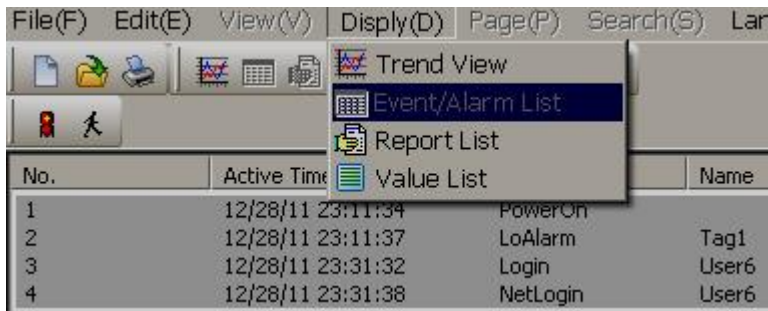 File(F) Edit(E) View(V) Disply(D) Page(P) Search(S) Lan
Trend View
Event/Alarm List
Report List
Value List
No. Active Time Name
1 12/28/11 23:11:34 PowerOn
2 12/28/11 23:11:37 LoAlarm Tag1
3 12/28/11 23:31:32 Login User6
4 12/28/11 23:31:38 NetLogin User6